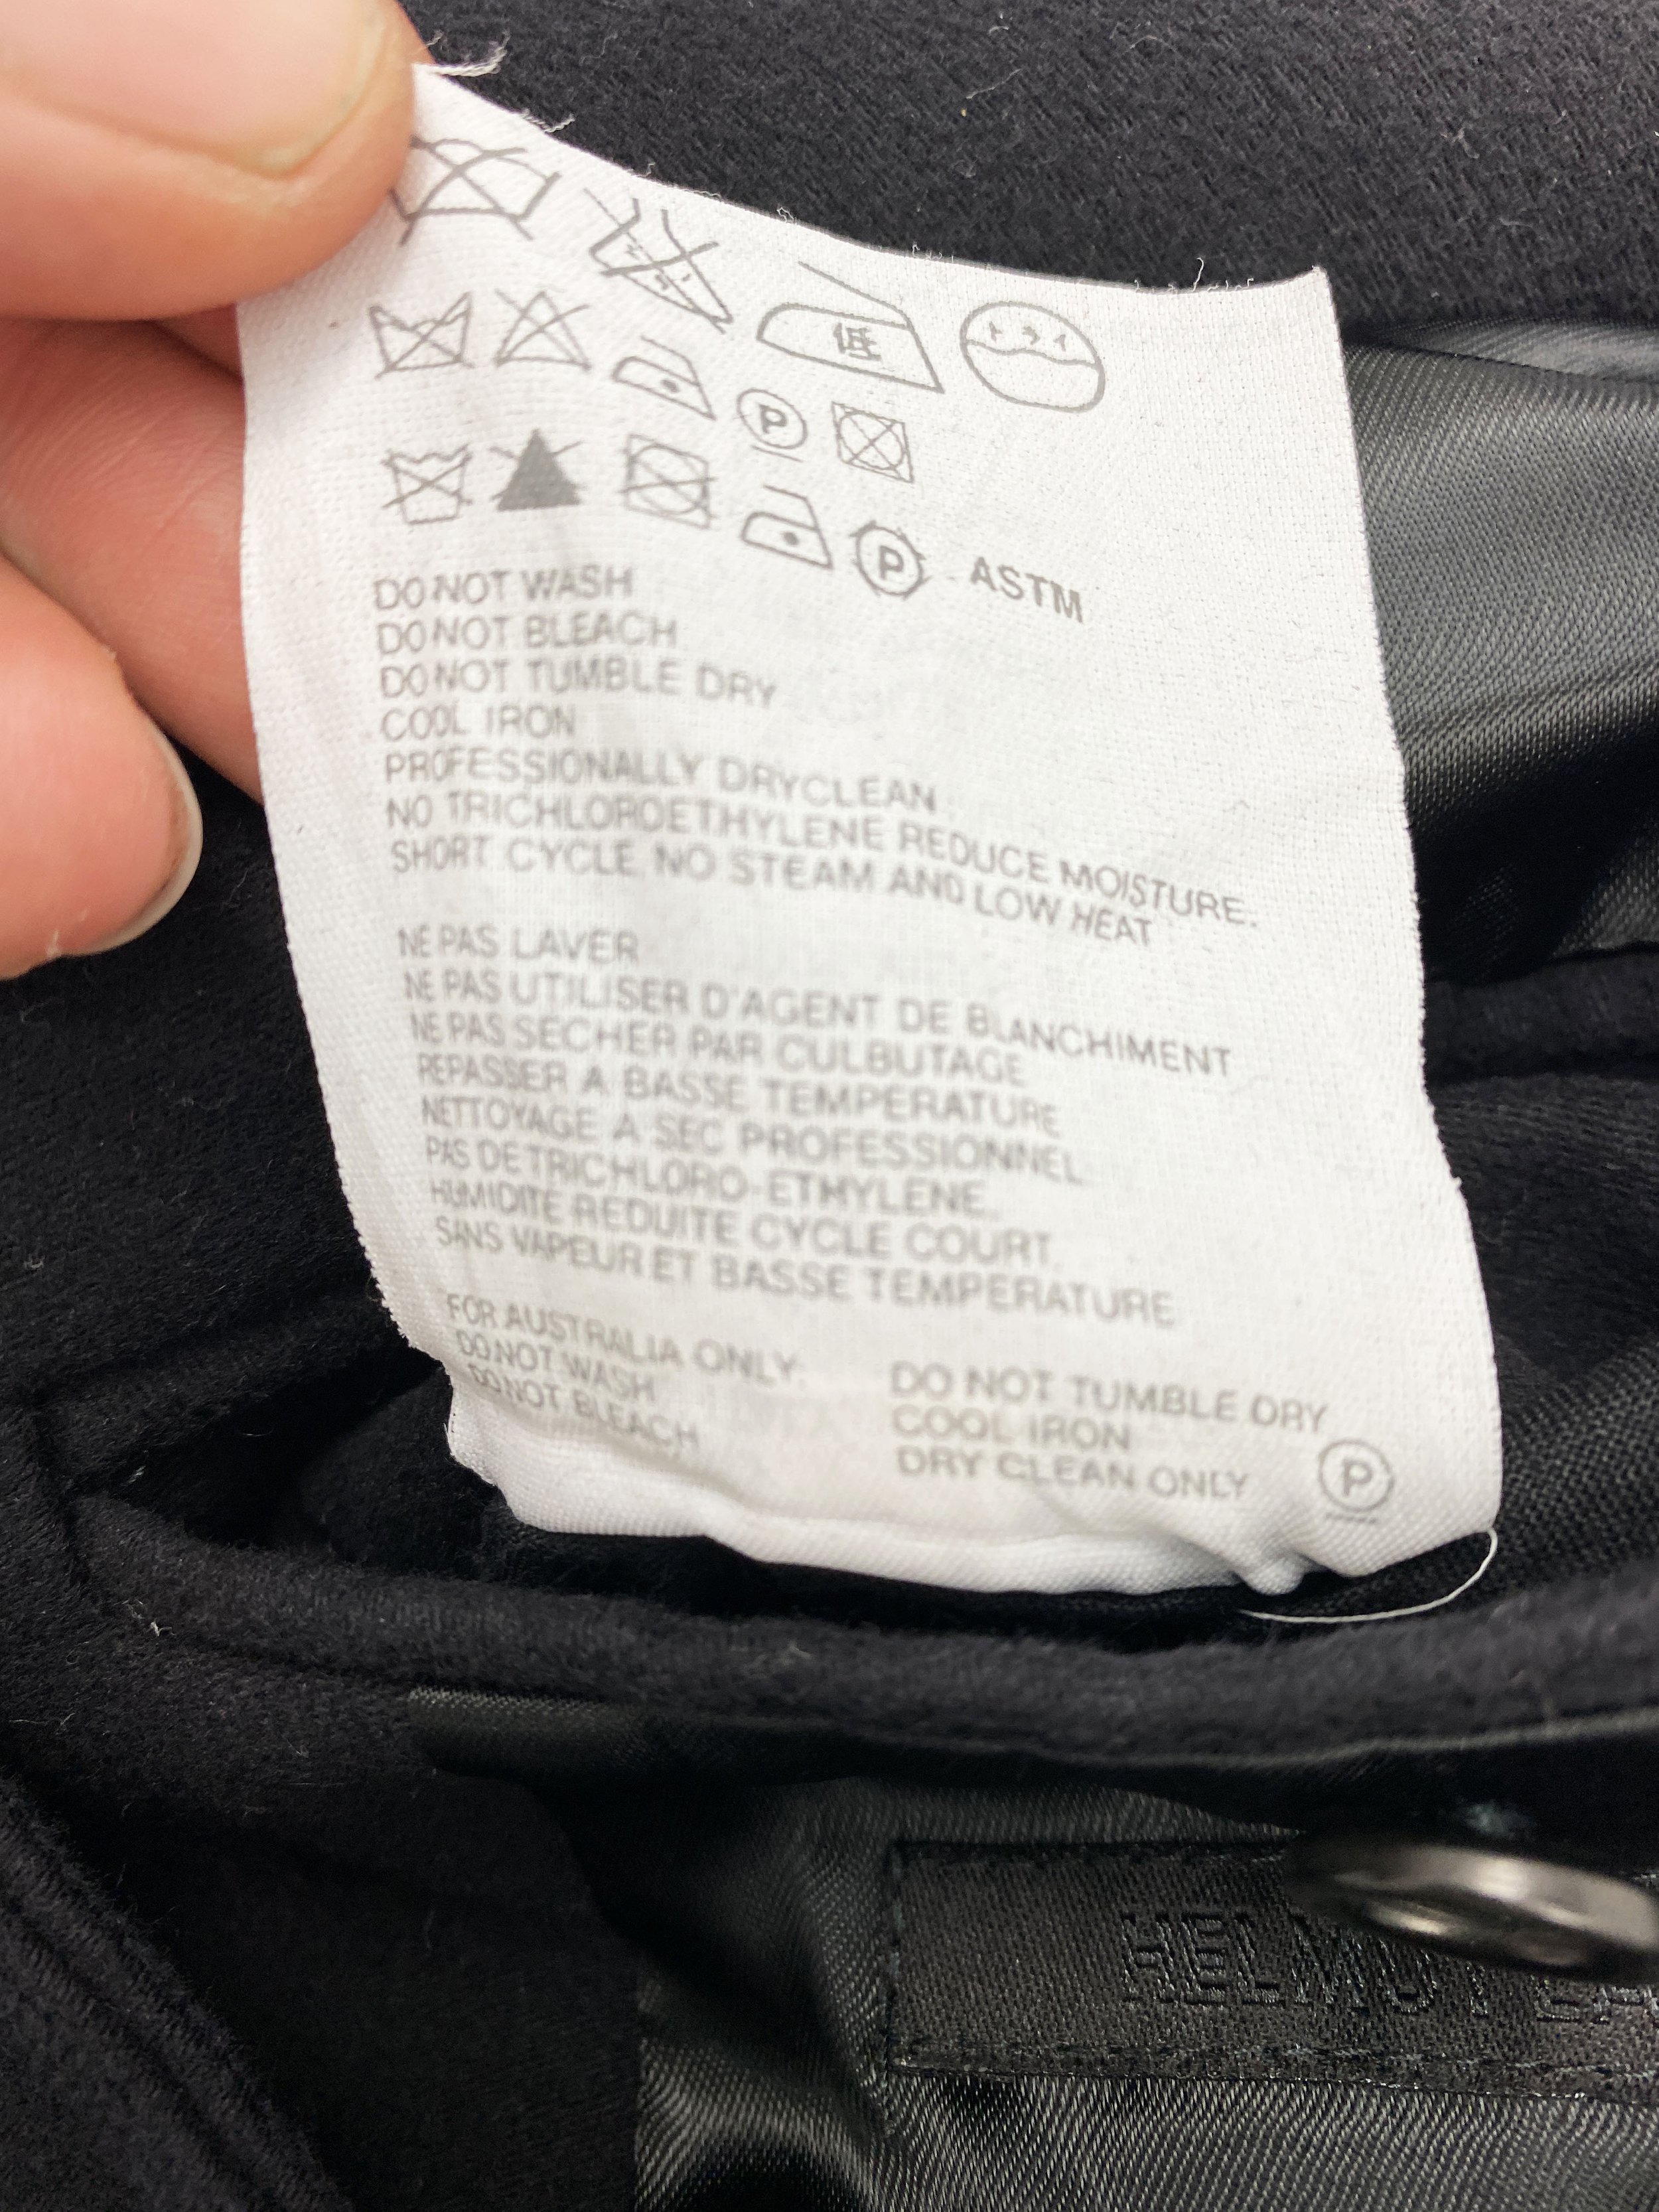 低
ドライ
P
P ASTM
DO NOT WASH
DO NOT BLEACH
DO NOT TUMBLE DRY
COOL IRON
PROFESSIONALLY DRYCLEAN
NO TRICHLOROETHYLENE REDUCE MOISTURE.
SHORT CYCLE NO STEAM AND LOW HEAT
NE PAS LAVER
NE PAS UTILISER D'AGENT DE BLANCHIMENT
NE PAS SECHER PAR CULBUTAGE
REPASSER A BASSE TEMPERATURE
NETTOYAGE A SEC PROFESSIONNEL
PAS DE TRICHLORO-ETHYLENE.
HUMIDITE REDUITE CYCLE COURT
SANS VAPEUR ET BASSE TEMPERATURE
FOR AUSTRALIA ONLY:
DO NOT WASH
DO NOT BLEACH
DO NOT TUMBLE DRY
COOL IRON
DRY CLEAN ONLY P
HELMUT